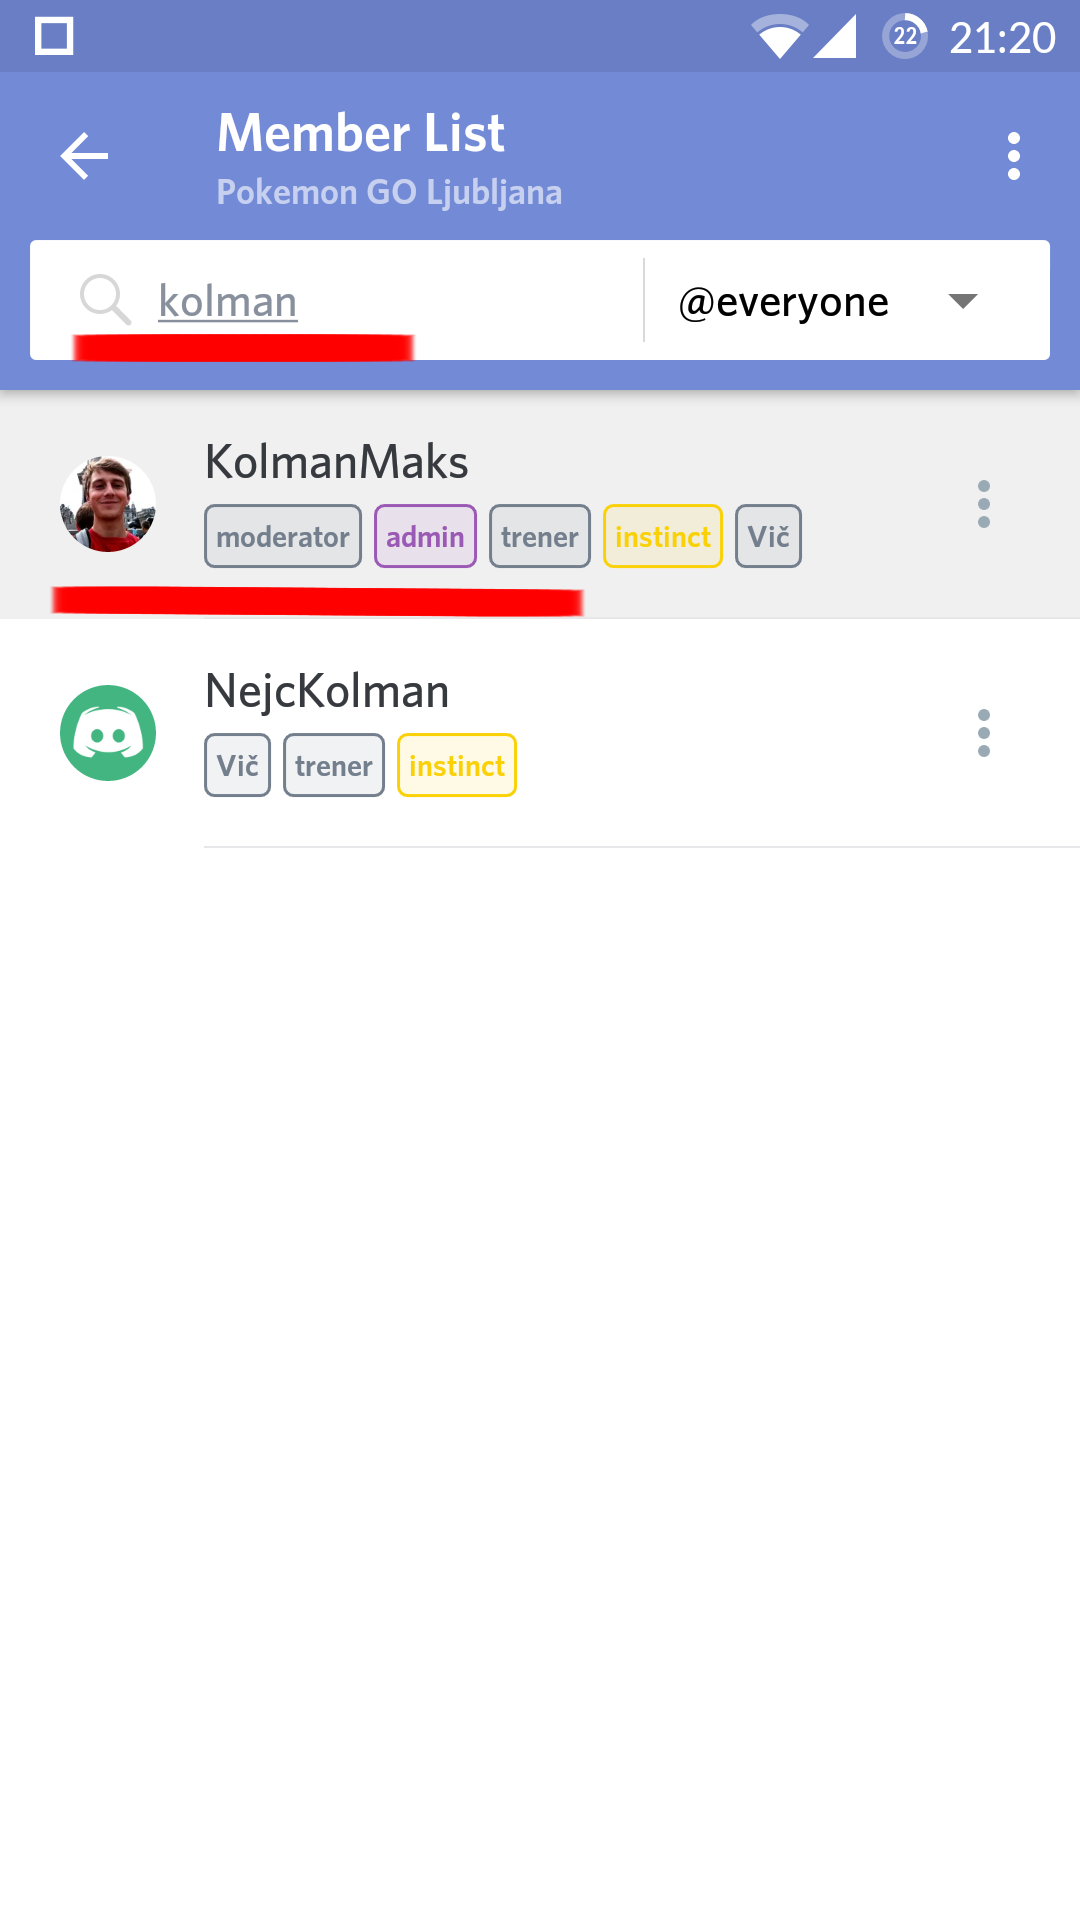 22 21:20
Member List
Pokemon GO Ljubljana
kolman @everyone
KolmanMaks
moderator admin trener instinct Vič
NejcKolman
Vič trener instinct